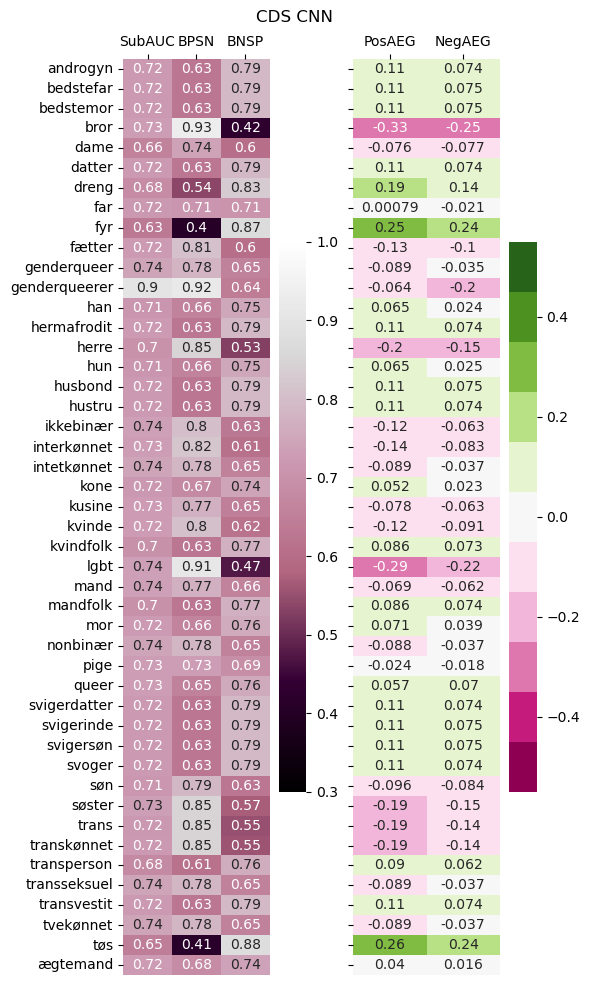 CDS CNN
SubAUC BPSN BNSP PosAEG NegAEG
androgyn 0.72 0.63 0.79 0.11 0.074
bedstefar 0.72 0.63 0.79 0.11 0.075
bedstemor 0.72 0.63 0.79 0.11 0.075
bror 0.73 0.93 0.42 -0.33 -0.25
dame 0.66 0.74 0.6 -0.076 -0.077
datter 0.72 0.63 0.79 0.11 0.074
dreng 0.68 0.54 0.83 0.19 0.14
far 0.72 0.71 0.71 0.00079 -0.021
fyr 0.63 0.4 0.87 0.25 0.24
fætter 0.72 0.81 0.6 -0.13 -0.1
genderqueer 0.74 0.78 0.65 -0.089 -0.035
genderqueerer 0.9 0.92 0.64 -0.064 -0.2
han 0.71 0.66 0.75 0.065 0.024
hermafrodit 0.72 0.63 0.79 0.11 0.074
herre 0.7 0.85 0.53 -0.2 -0.15
hun 0.71 0.66 0.75 0.065 0.025
husbond 0.72 0.63 0.79 0.11 0.075
hustru 0.72 0.63 0.79 0.11 0.074
ikkebinær 0.74 0.8 0.63 -0.12 -0.063
interkønnet 0.73 0.82 0.61 -0.14 -0.083
intetkønnet 0.74 0.78 0.65 -0.089 -0.037
kone 0.72 0.67 0.74 0.052 0.023
kusine 0.73 0.77 0.65 -0.078 -0.063
kvinde 0.72 0.8 0.62 -0.12 -0.091
kvindfolk 0.7 0.63 0.77 0.086 0.073
lgbt 0.74 0.91 0.47 -0.29 -0.22
mand 0.74 0.77 0.66 -0.069 -0.062
mandfolk 0.7 0.63 0.77 0.086 0.074
mor 0.72 0.66 0.76 0.071 0.039
nonbinær 0.74 0.78 0.65 -0.088 -0.037
pige 0.73 0.73 0.69 -0.024 -0.018
queer 0.73 0.65 0.76 0.057 0.07
svigerdatter 0.72 0.63 0.79 0.11 0.074
svigerinde 0.72 0.63 0.79 0.11 0.075
svigersøn 0.72 0.63 0.79 0.11 0.075
svoger 0.72 0.63 0.79 0.11 0.074
søn 0.71 0.79 0.63 -0.096 -0.084
søster 0.73 0.85 0.57 -0.19 -0.15
trans 0.72 0.85 0.55 -0.19 -0.14
transkønnet 0.72 0.85 0.55 -0.19 -0.14
transperson 0.68 0.61 0.76 0.09 0.062
transseksuel 0.74 0.78 0.65 -0.089 -0.037
transvestit 0.72 0.63 0.79 0.11 0.074
tvekønnet 0.74 0.78 0.65 -0.089 -0.037
tøs 0.65 0.41 0.88 0.26 0.24
ægtemand 0.72 0.68 0.74 0.04 0.016
1.0
0.9
0.8
0.7
0.6
0.5
0.4
0.3
0.4
0.2
0.0
−0.2
−0.4